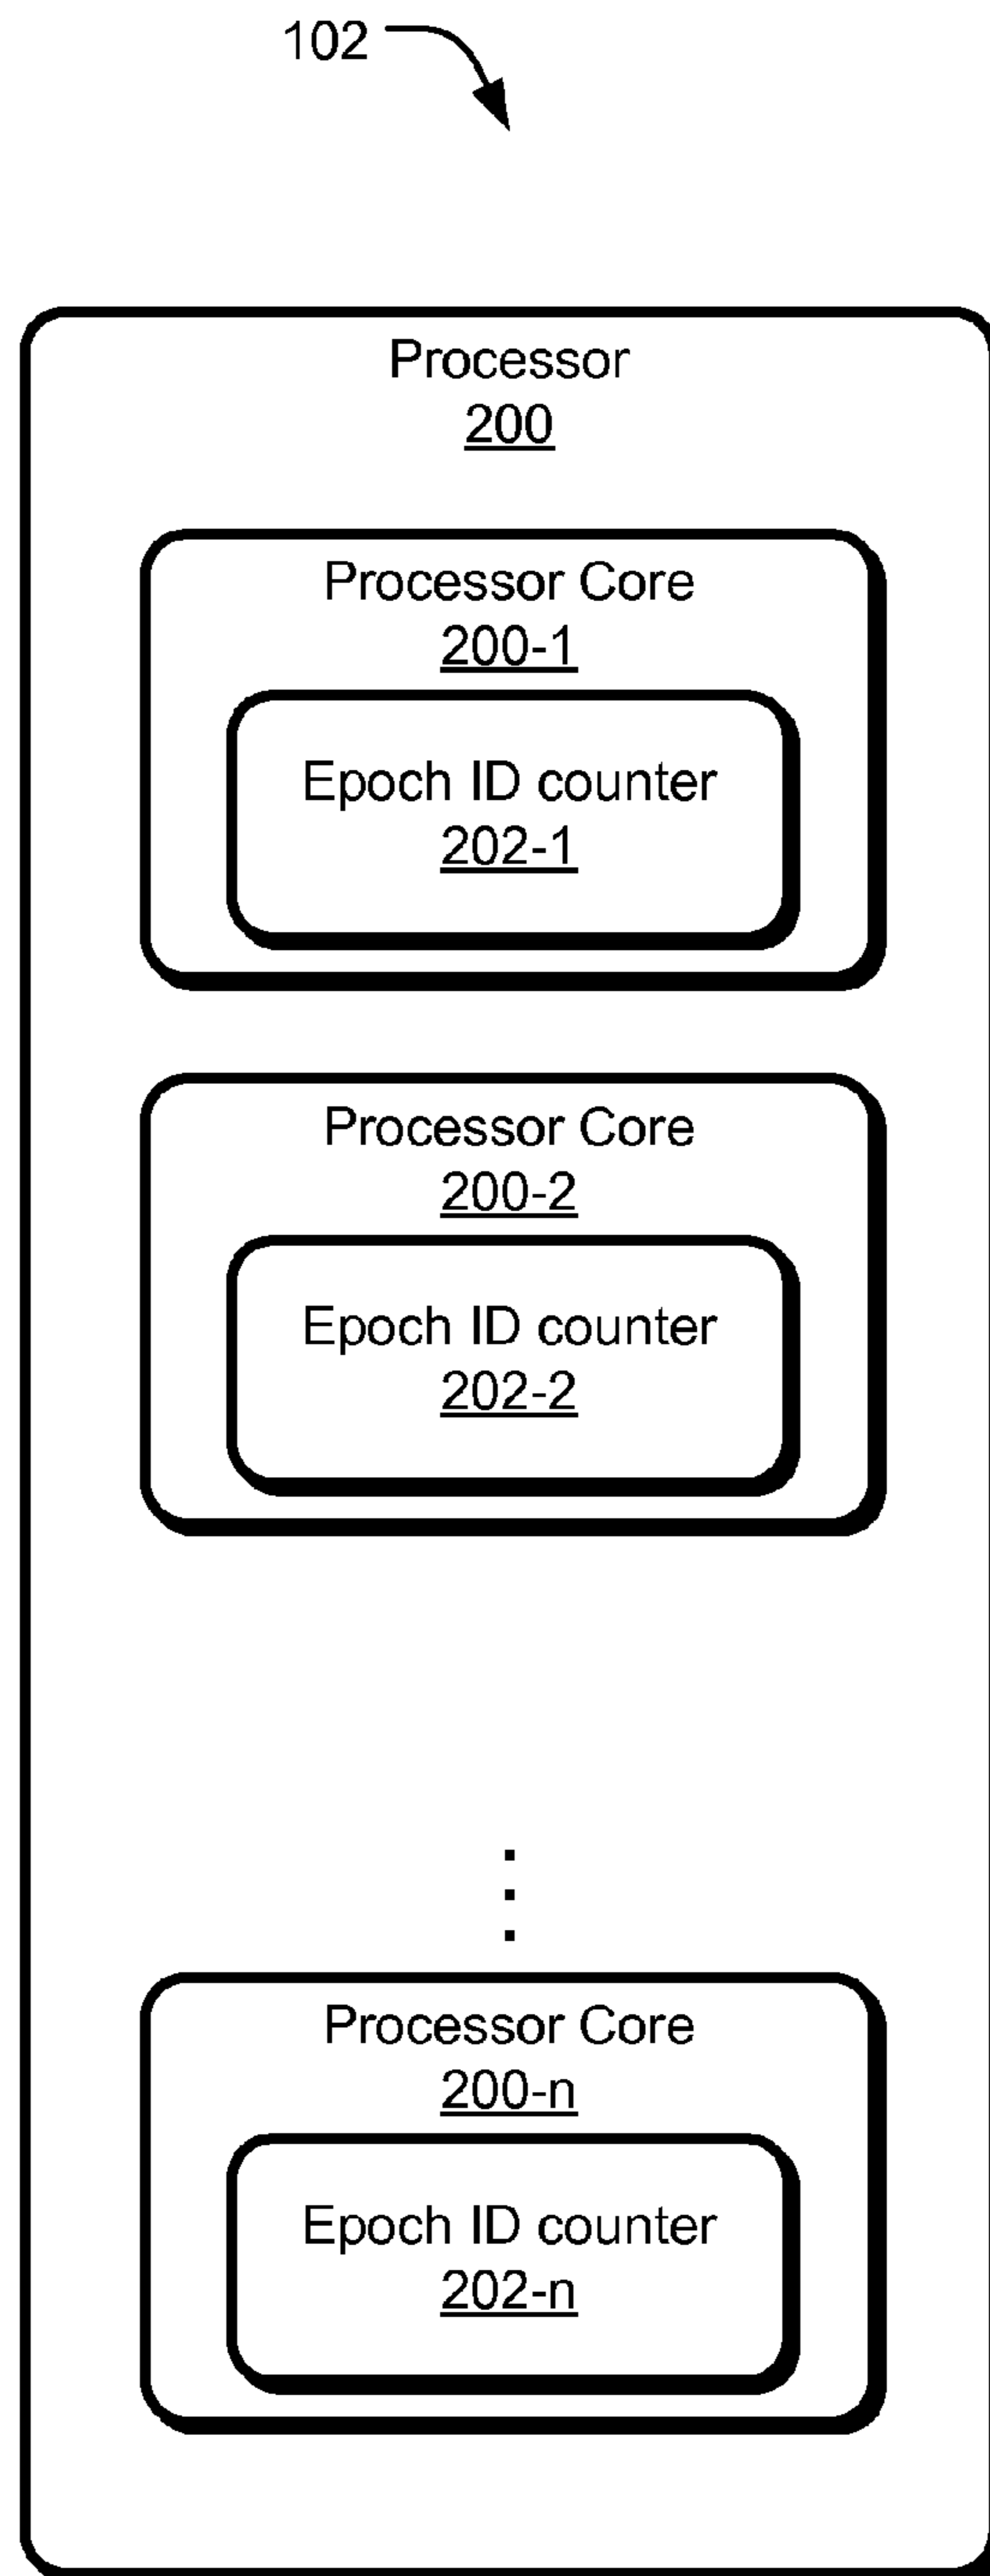 102
Processor
200
Processor Core
200-1
Epoch ID counter
202-1
Processor Core
200-2
Epoch ID counter
202-2
Processor Core
200-n
Epoch ID counter
202-n